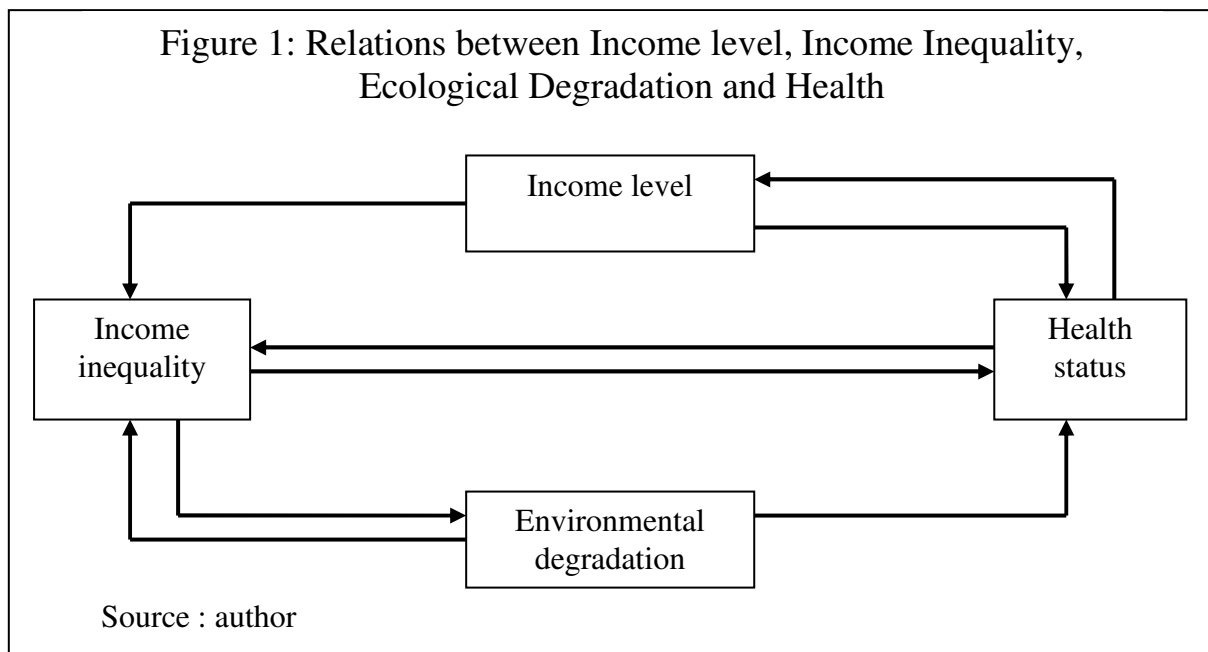 Figure 1: Relations between Income level, Income Inequality,
Ecological Degradation and Health
Income level
Income
inequality
Health
status
Environmental
degradation
Source : author